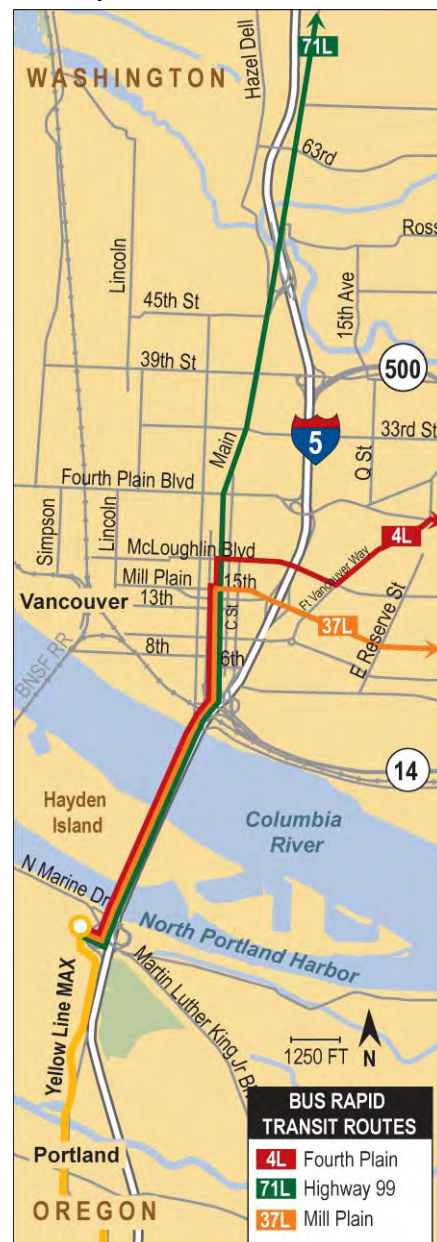 71L
WASHINGTON
Hazel Dell
63rd
Ross
Lincoln
15th Ave
45th St
39th St
500
5
33rd St
Main
Q St
Fourth Plain Blvd
4L
Simpson
Lincoln
McLoughlin Blvd
Ft Vancouver Way
Mill Plain
15th
Vancouver
13th
C St
E Reserve St
37L
8th
6th
BNSF RR
14
Hayden
Island
Columbia
River
N Marine Dr
North Portland Harbor
Yellow Line MAX
Martin Luther King Jr Blv
1250 FT
N
Portland
OREGON
BUS RAPID
TRANSIT ROUTES
4L Fourth Plain
71L Highway 99
37L Mill Plain